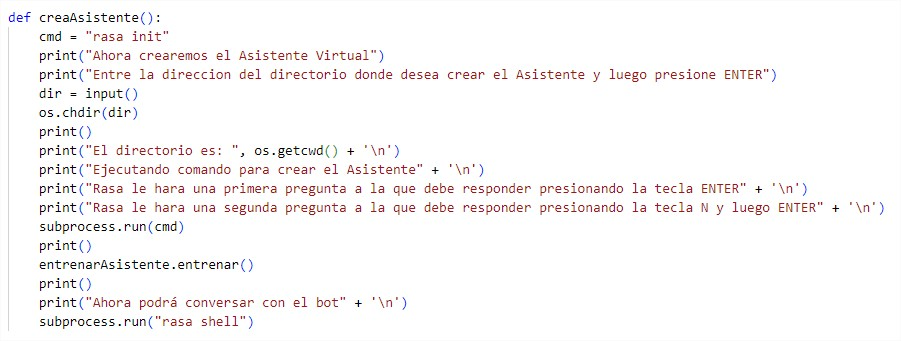 def creaAsistente():
    cmd = "rasa init"
    print("Ahora crearemos el Asistente Virtual")
    print("Entre la direccion del directorio donde desea crear el Asistente y luego presione ENTER")
    dir = input()
    os.chdir(dir)
    print()
    print("El directorio es: ", os.getcwd() + '\n')
    print("Ejecutando comando para crear el Asistente" + '\n')
    print("Rasa le hara una primera pregunta a la que debe responder presionando la tecla ENTER" + '\n')
    print("Rasa le hara una segunda pregunta a la que debe responder presionando la tecla N y luego ENTER" + '\n')
    subprocess.run(cmd)
    print()
    entrenarAsistente.entrenar()
    print()
    print("Ahora podrá conversar con el bot" + '\n')
    subprocess.run("rasa shell")